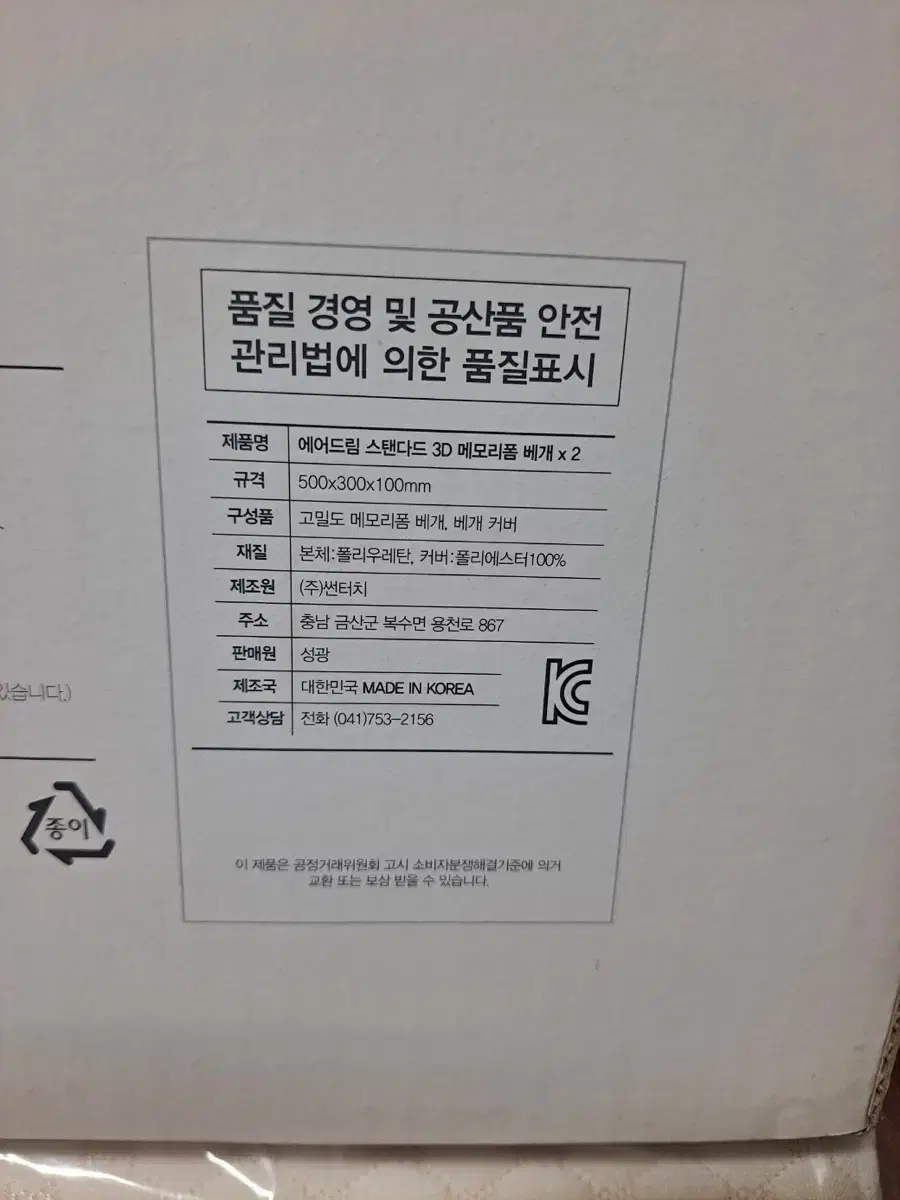 품질 경영 및 공산품 안전
관리법에 의한 품질표시
제품명 에어드림 스탠다드 3D 메모리폼 베개 x 2
규격 500x300x100mm
구성품 고밀도 메모리폼 베개, 베개 커버
재질 본체:폴리우레탄, 커버:폴리에스터100%
제조원 (주)썬터치
주소 충남 금산군 복수면 용천로 867
판매원 성광
제조국 대한민국 MADE IN KOREA
고객상담 전화 (041)753-2156
KC
있습니다.)
종이
이 제품은 공정거래위원회 고시 소비자분쟁해결기준에 의거
교환 또는 보상 받을 수 있습니다.